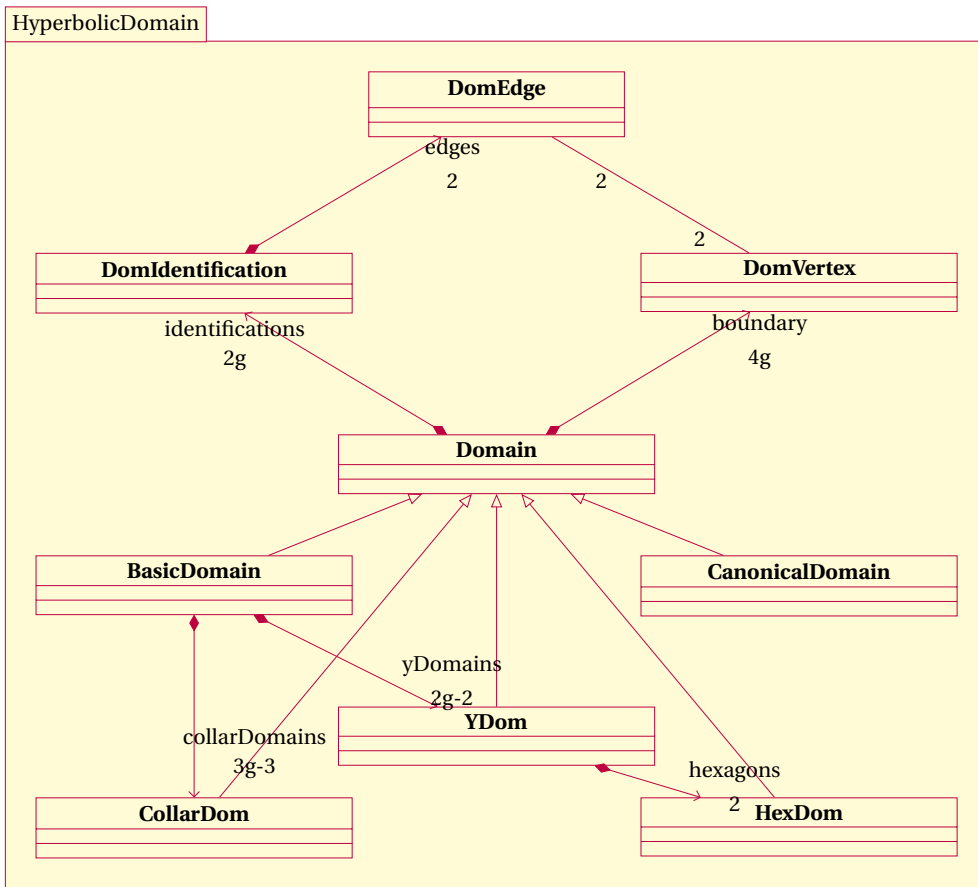 HyperbolicDomain
DomEdge
edges
2
2
2
DomIdentification
DomVertex
identifications
2g
boundary
4g
Domain
BasicDomain
CanonicalDomain
yDomains
2g-2
YDom
collarDomains
3g-3
hexagons
2
CollarDom
HexDom